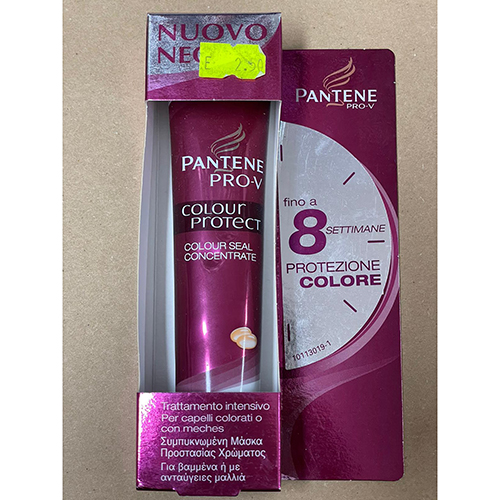 NUOVO
£ 2.50
PANTENE
PRO-V
COLOUR
PROTECT
COLOUR SEAL
CONCENTRATE
Trattamento intensivo
Per capelli colorati o
con meches
Συμπυκνωμένη Μάσκα
Προστασίας Χρώματος
Για βαμμένα ή με
ανταύγειες μαλλιά
PANTENE
PRO-V
fino a
8 SETTIMANE
PROTEZIONE
COLORE
10113019-1